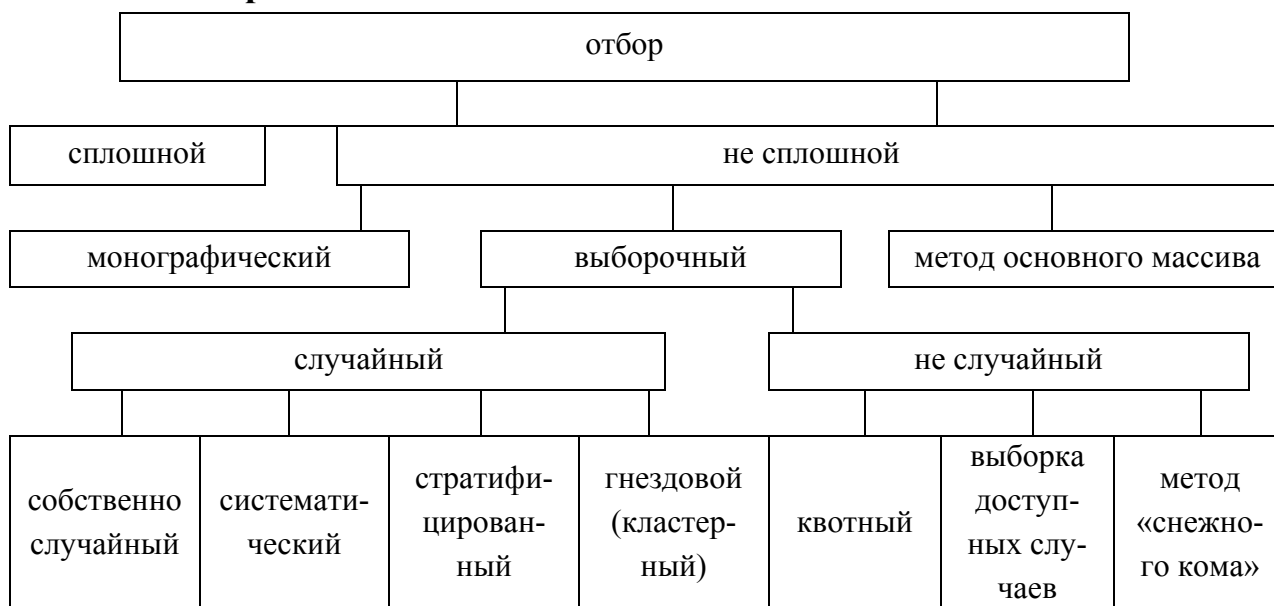 отбор
сплошной
не сплошной
монографический
выборочный
метод основного массива
случайный
не случайный
собственно
случайный
системати-
ческий
стратифи-
цирован-
ный
гнездовой
(кластер-
ный)
квотный
выборка
доступ-
ных слу-
чаев
метод
«снежно-
го кома»